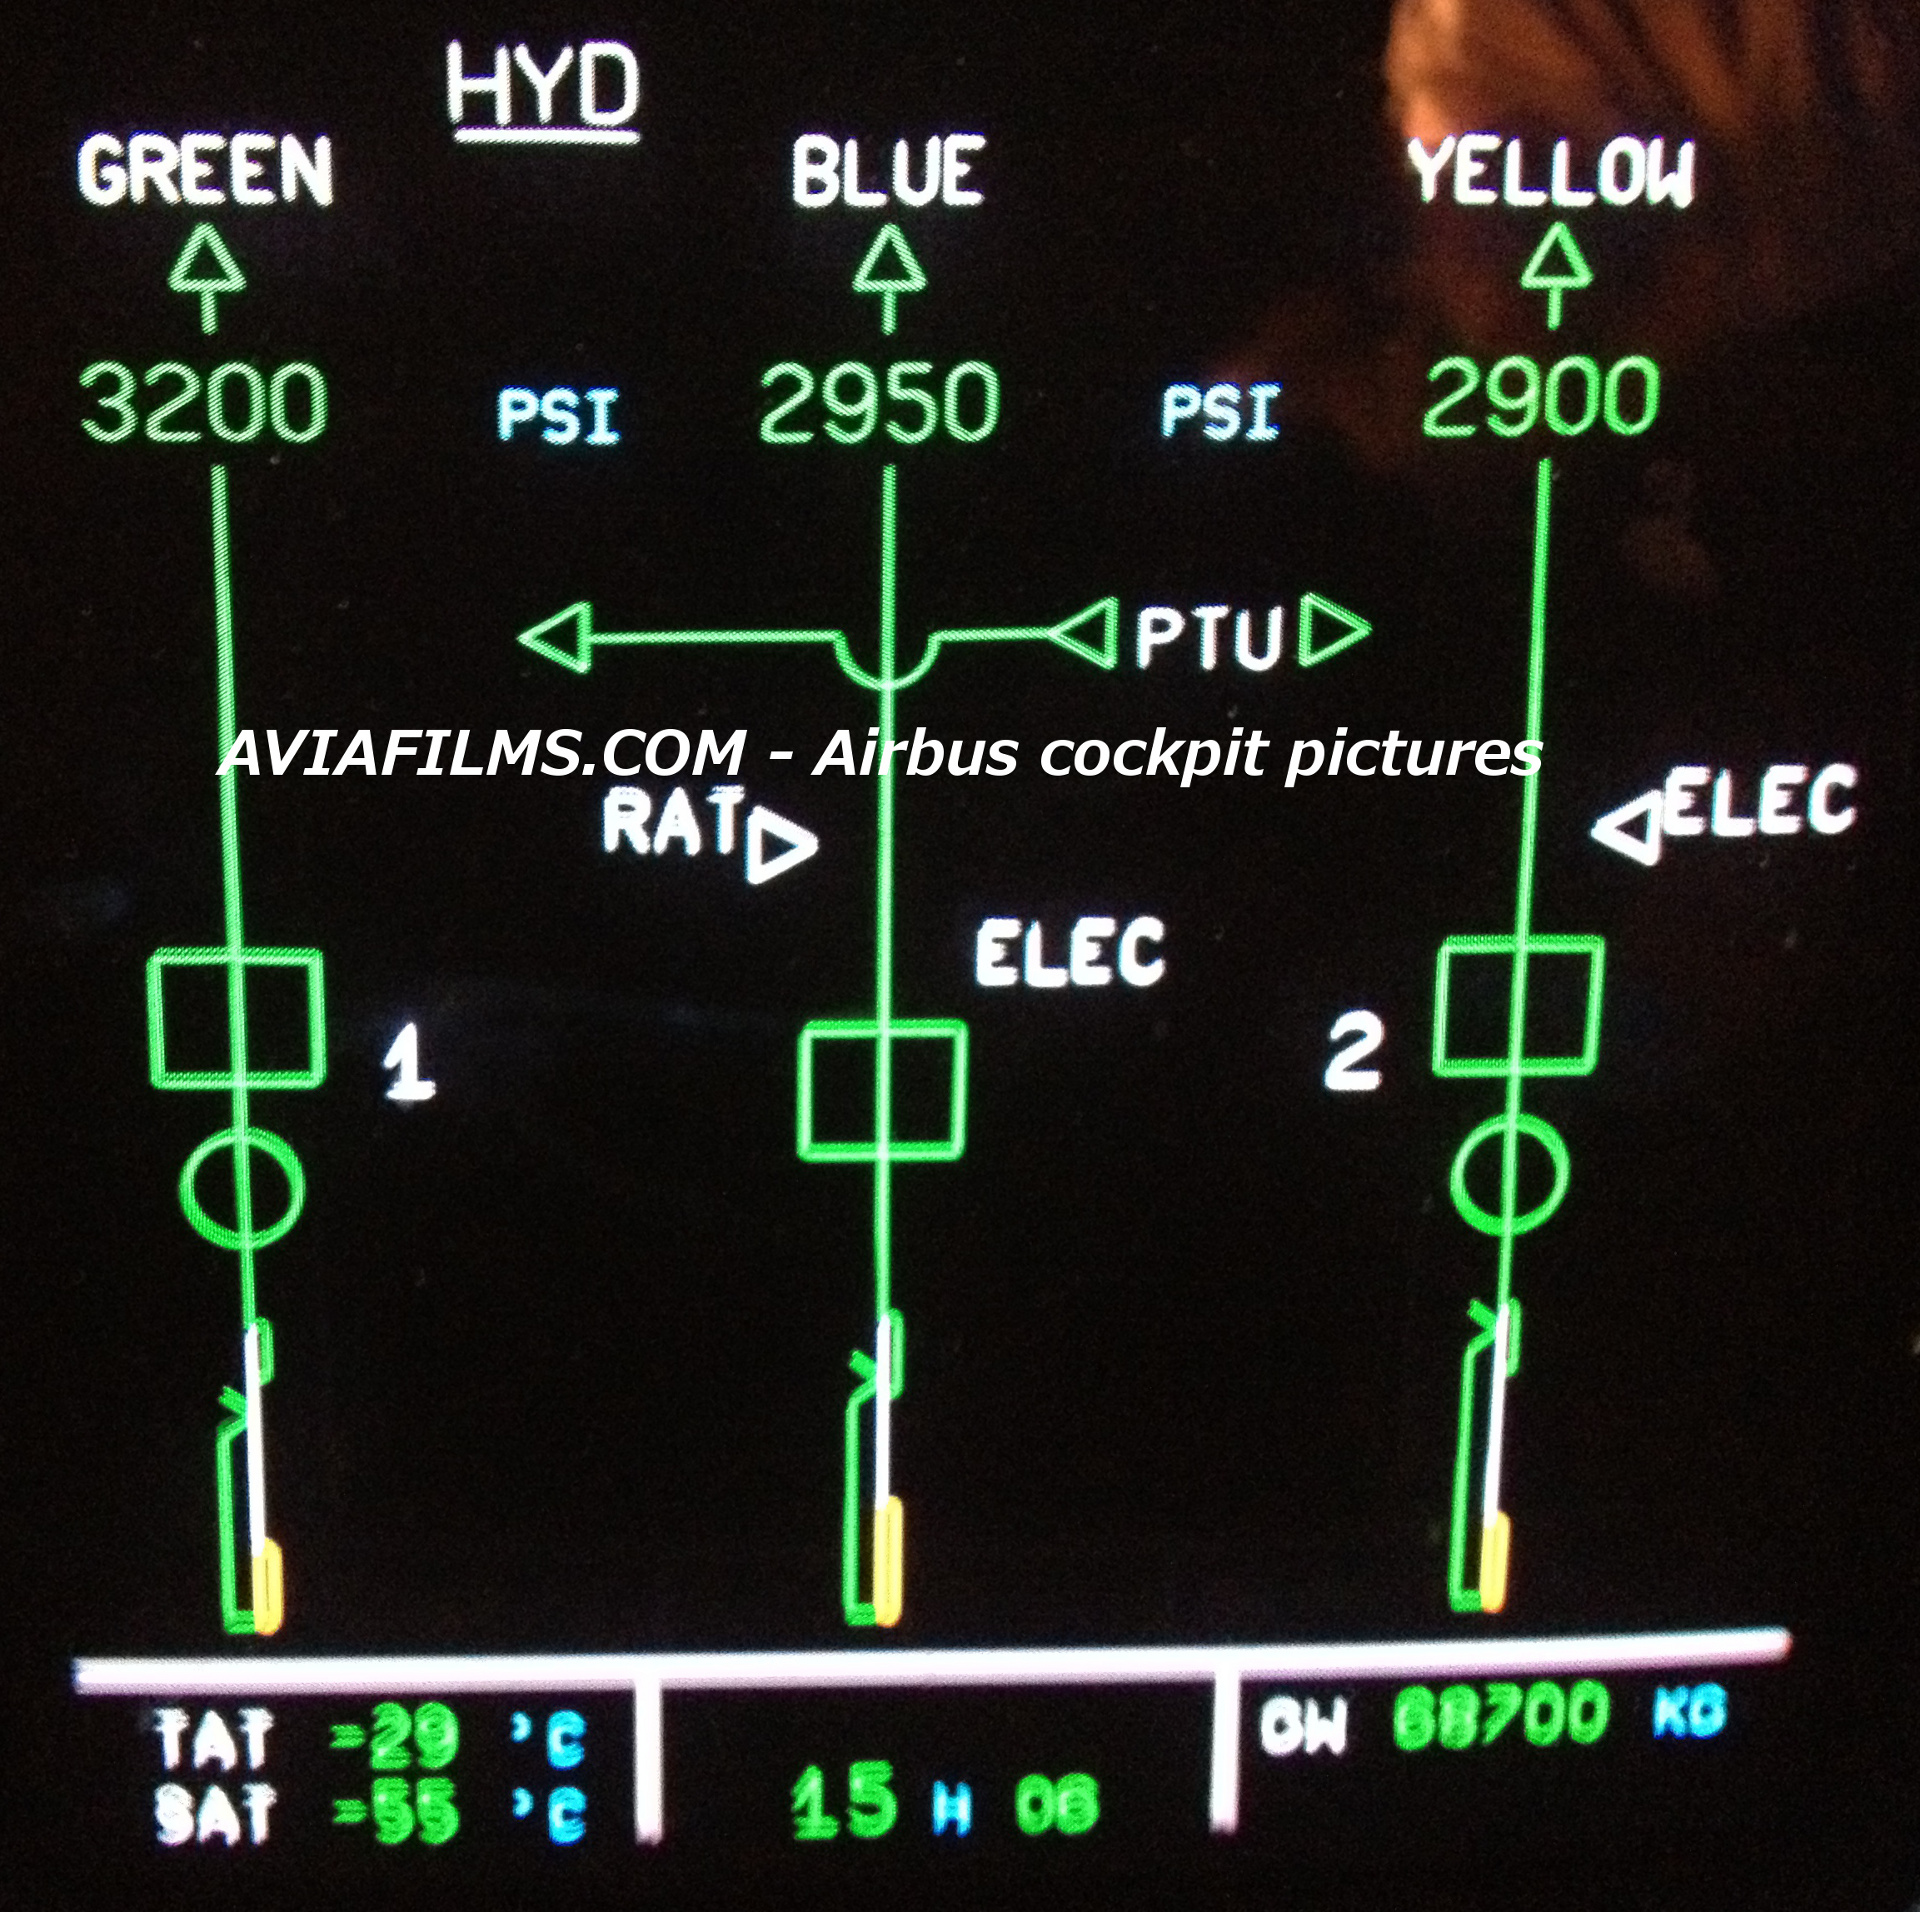 HYD
GREEN BLUE YELLOW
3200 PSI 2950 PSI 2900
PTU
AVIAFILMS.COM - Airbus cockpit pictures
RAT ELEC
ELEC
1 2
TAT -29 °C GW 68700 KG
SAT -55 °C 15 H